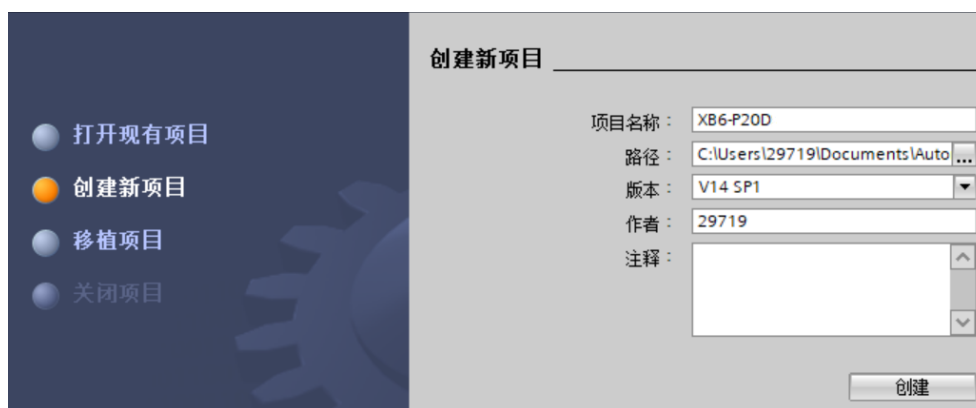 打开现有项目
创建新项目
移植项目
关闭项目
创建新项目
项目名称：XB6-P20D
路径：C:\Users\29719\Documents\Auto ...
版本：V14 SP1
作者：29719
注释：
创建